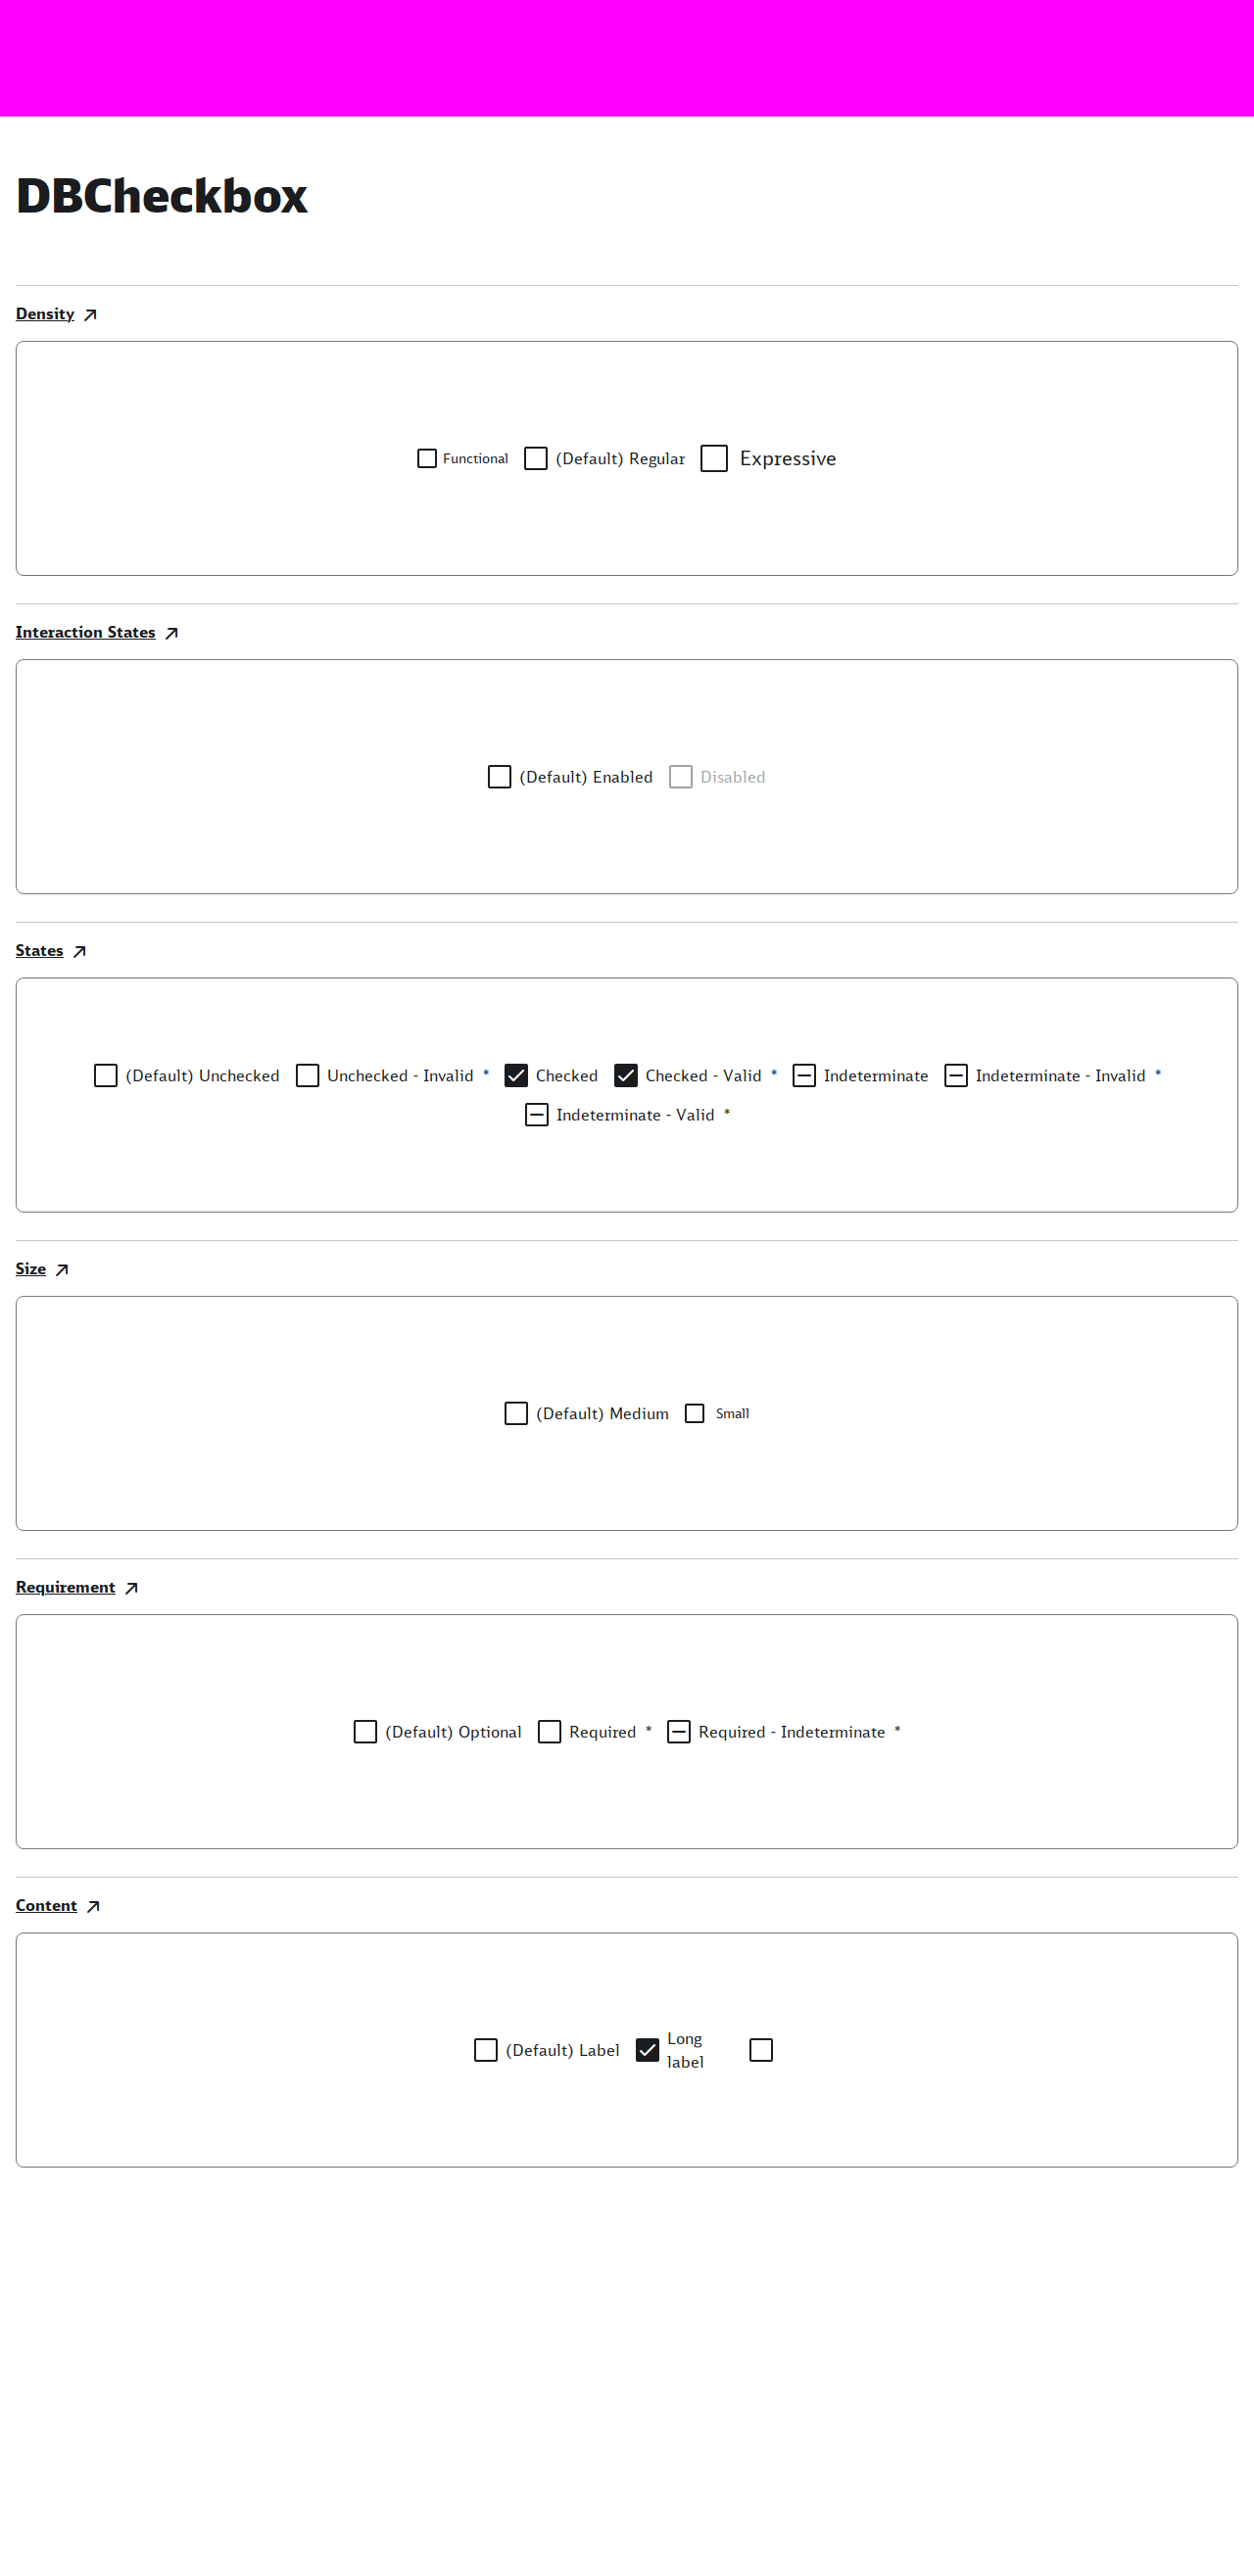 DBCheckbox
Density
Functional (Default) Regular Expressive
Interaction States
(Default) Enabled Disabled
States
(Default) Unchecked Unchecked - Invalid * Checked Checked - Valid * Indeterminate Indeterminate - Invalid *
Indeterminate - Valid *
Size
(Default) Medium Small
Requirement
(Default) Optional Required * Required - Indeterminate *
Content
(Default) Label Long
label